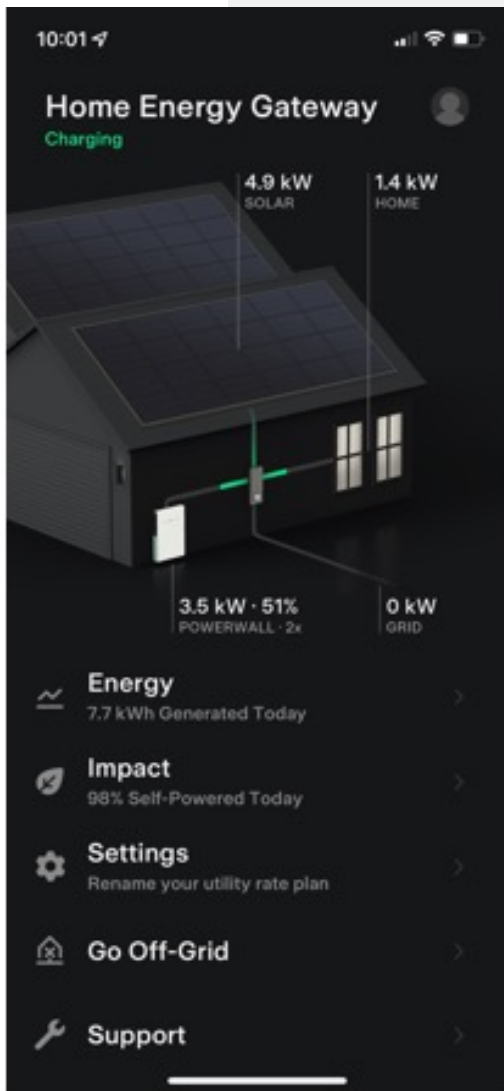 10:01
Home Energy Gateway
Charging
4.9 kW
SOLAR
1.4 kW
HOME
3.5 kW · 51%
POWERWALL · 2x
0 kW
GRID
Energy
7.7 kWh Generated Today
Impact
98% Self-Powered Today
Settings
Rename your utility rate plan
Go Off-Grid
Support